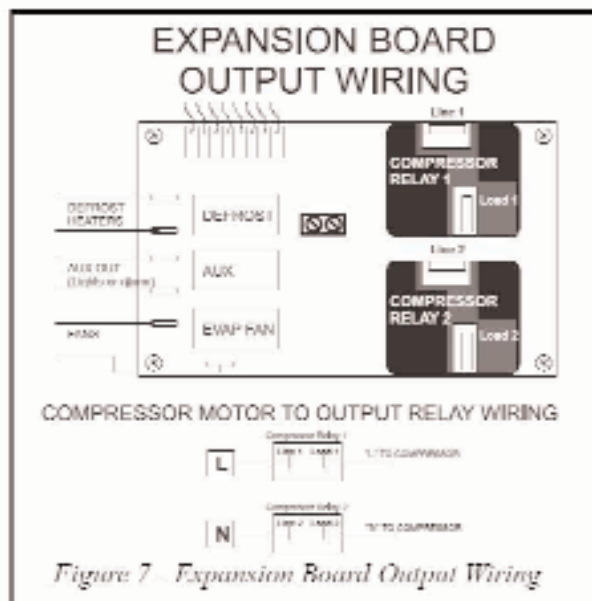 EXPANSION BOARD
OUTPUT WIRING
Line 1
COMPRESSOR
RELAY 1
Load 1
DEFROST
HEATERS
DEFROST
Line 2
AUX OUT
(Lights or alarm)
AUX
COMPRESSOR
RELAY 2
Load 2
FANS
EVAP FAN
COMPRESSOR MOTOR TO OUTPUT RELAY WIRING
Compressor Relay 1
L
Line 1 Load 1
"L" TO COMPRESSOR
Compressor Relay 2
N
Line 2 Load 2
"N" TO COMPRESSOR
Figure 7 - Expansion Board Output Wiring